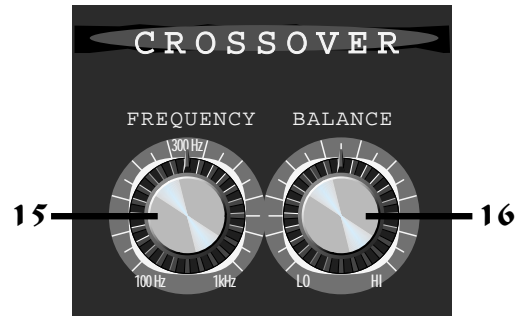 CROSSOVER
FREQUENCY BALANCE
300 Hz
15 16
100 Hz 1kHz LO HI